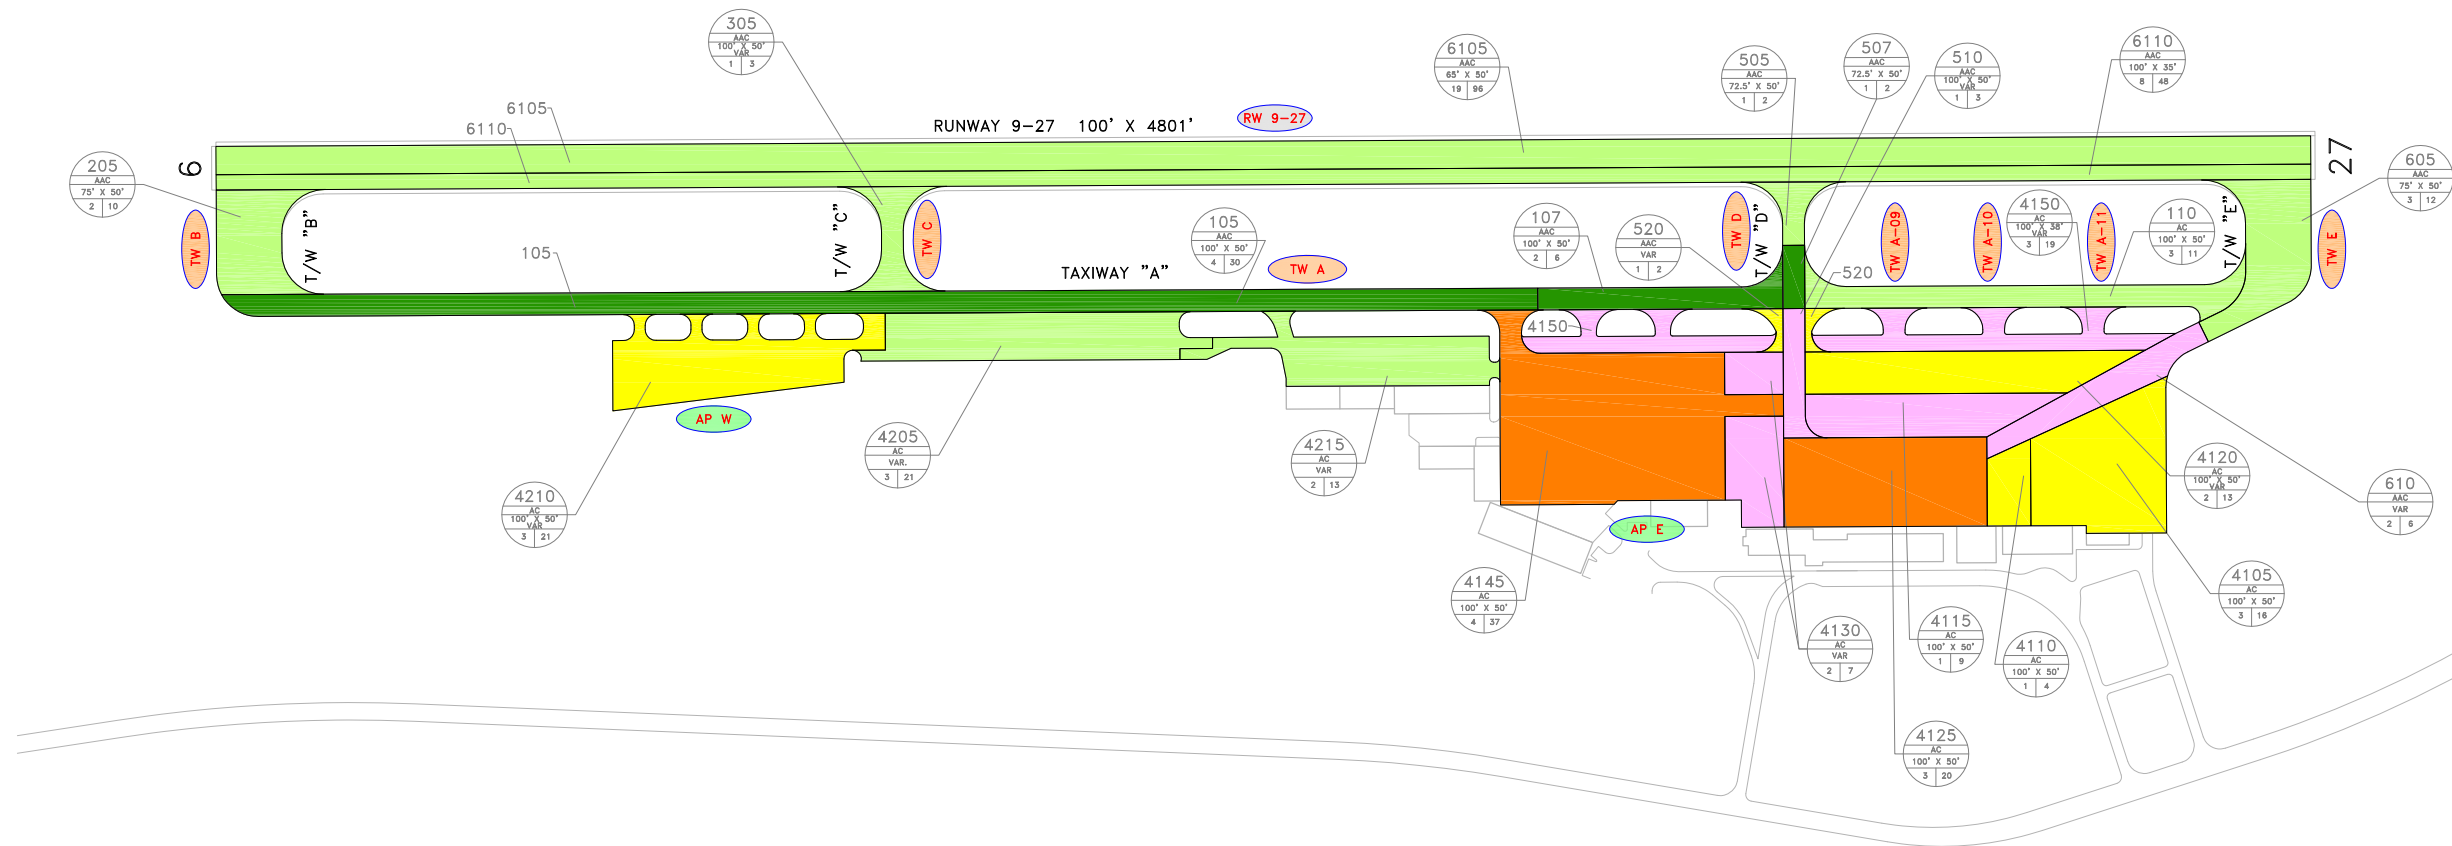 305
AAC
100' X 50'
VAR
1 3
6105
AAC
65' X 50'
19 96
505
AAC
72.5' X 50'
1 2
507
AAC
72.5' X 50'
1 2
510
AAC
100' X 50'
VAR
1 3
6110
AAC
100' X 35'
8 48
6105
6110
RUNWAY 9-27 100' X 4801'
RW 9-27
9
27
205
AAC
75' X 50'
2 10
605
AAC
75' X 50'
3 12
TW B
T/W "B"
T/W "C"
TW C
105
105
AAC
100' X 50'
4 30
TAXIWAY "A"
TW A
107
AAC
100' X 50'
2 6
520
AAC
VAR
1 2
TW D
T/W "D"
520
TW A-09
TW A-10
4150
AC
100' X 38'
VAR
3 19
TW A-11
110
AC
100' X 50'
3 11
T/W "E"
TW E
4150
AP W
4205
AC
VAR.
3 21
4215
AC
VAR
2 13
4210
AC
100' X 50'
VAR
3 21
AP E
4120
AC
100' X 50'
VAR
2 13
610
AAC
VAR
2 6
4145
AC
100' X 50'
4 37
4130
AC
VAR
2 7
4115
AC
100' X 50'
1 9
4110
AC
100' X 50'
1 4
4105
AC
100' X 50'
3 16
4125
AC
100' X 50'
3 20